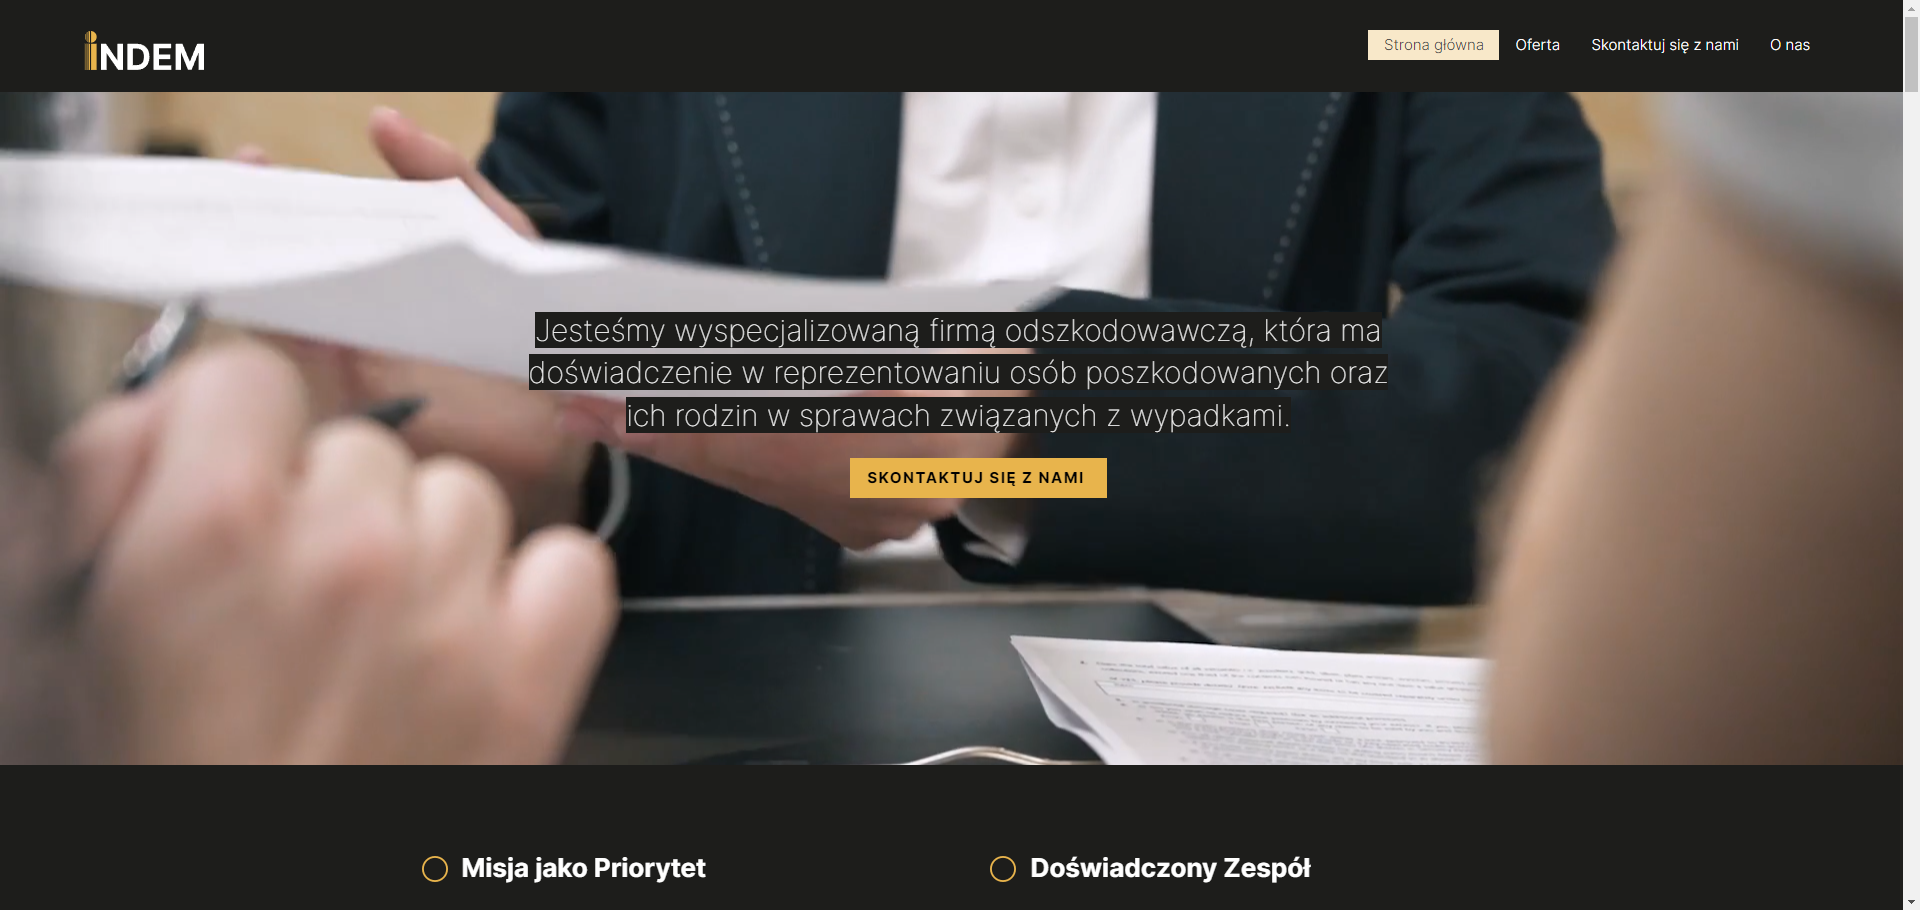 iNDEM
Strona główna
Oferta
Skontaktuj się z nami
O nas
Jesteśmy wyspecjalizowaną firmą odszkodowawczą, która ma
doświadczenie w reprezentowaniu osób poszkodowanych oraz
ich rodzin w sprawach związanych z wypadkami.
SKONTAKTUJ SIĘ Z NAMI
Misja jako Priorytet
Doświadczony Zespół